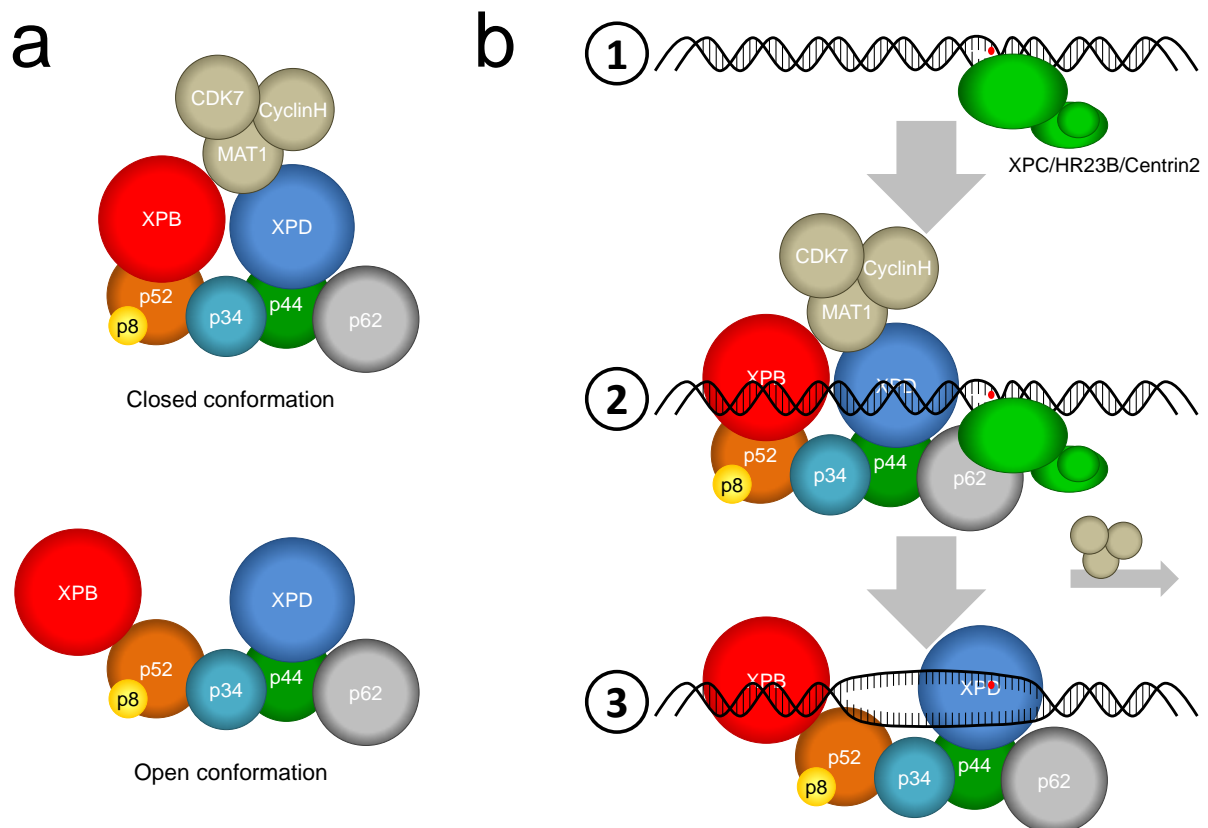 a
CDK7
CyclinH
MAT1
XPB
XPD
p52
p8
p34
p44
p62
Closed conformation
XPB
XPD
p52
p8
p34
p44
p62
Open conformation
b
1
XPC/HR23B/Centrin2
CDK7
CyclinH
MAT1
2
XPB
XPD
p52
p8
p34
p44
p62
3
XPB
XPD
p52
p8
p34
p44
p62